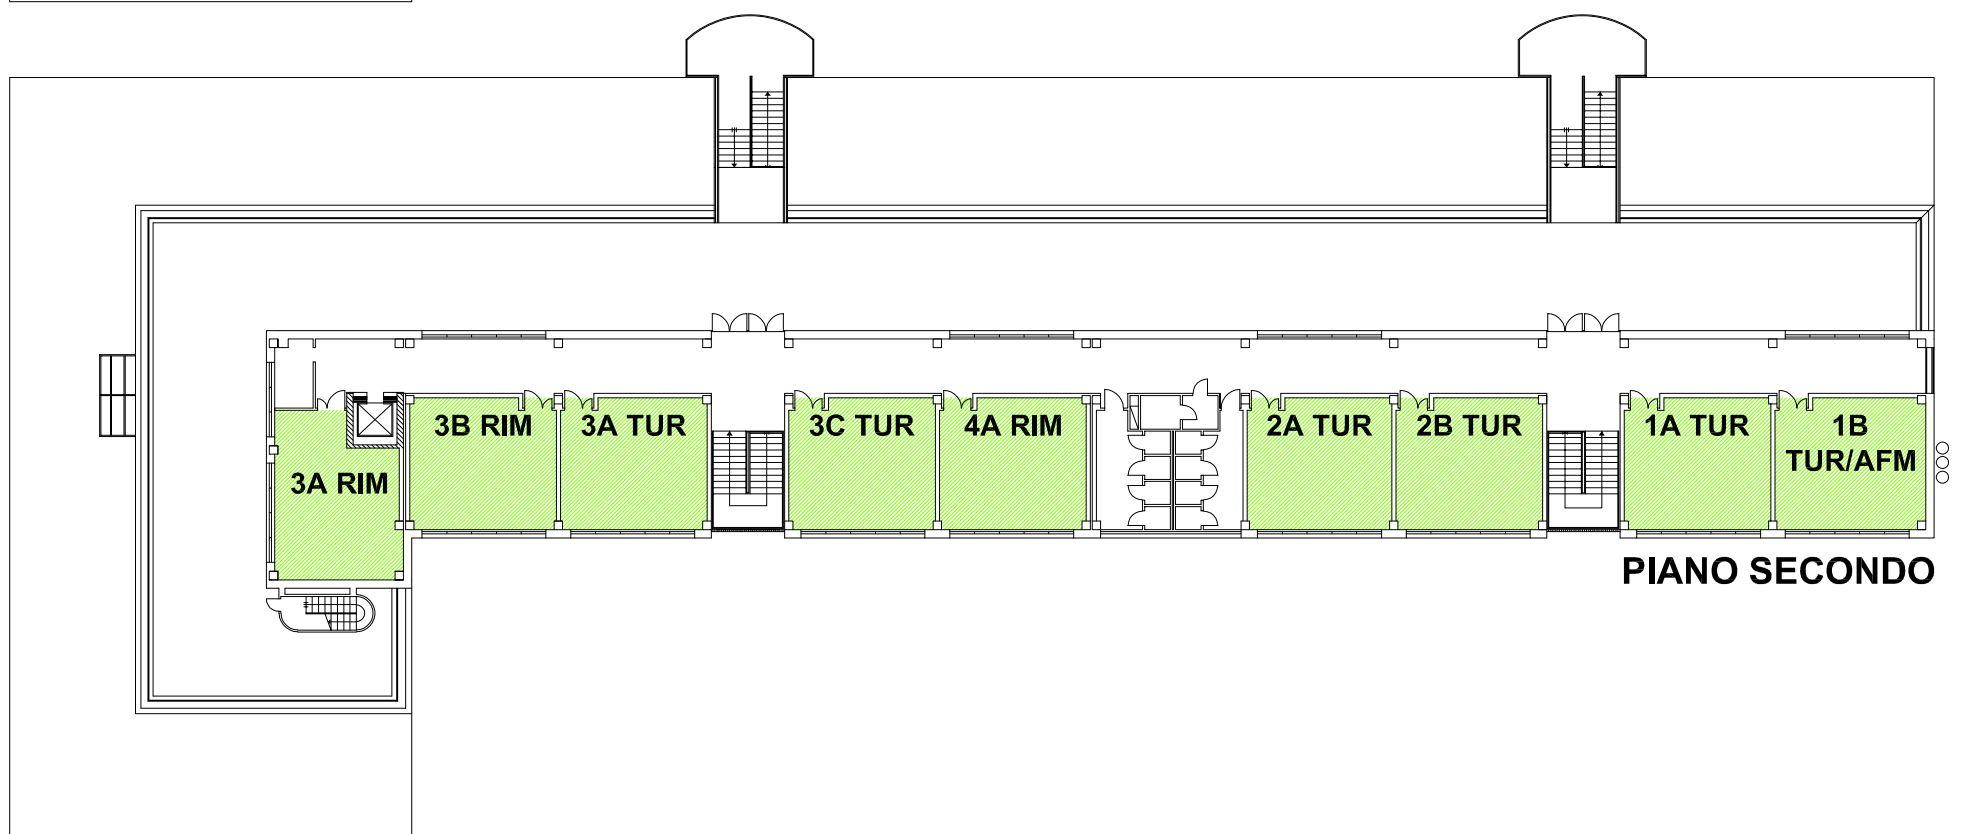 3B RIM
3A TUR
3C TUR
4A RIM
2A TUR
2B TUR
1A TUR
1B
TUR/AFM
3A RIM
PIANO SECONDO